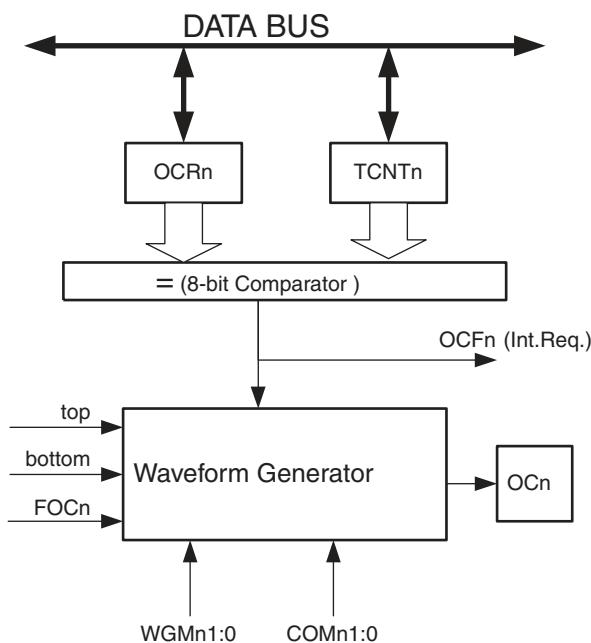 DATA BUS
OCRn
TCNTn
= (8-bit Comparator )
OCFn (Int.Req.)
top
bottom
FOCn
Waveform Generator
OCn
WGMn1:0
COMn1:0